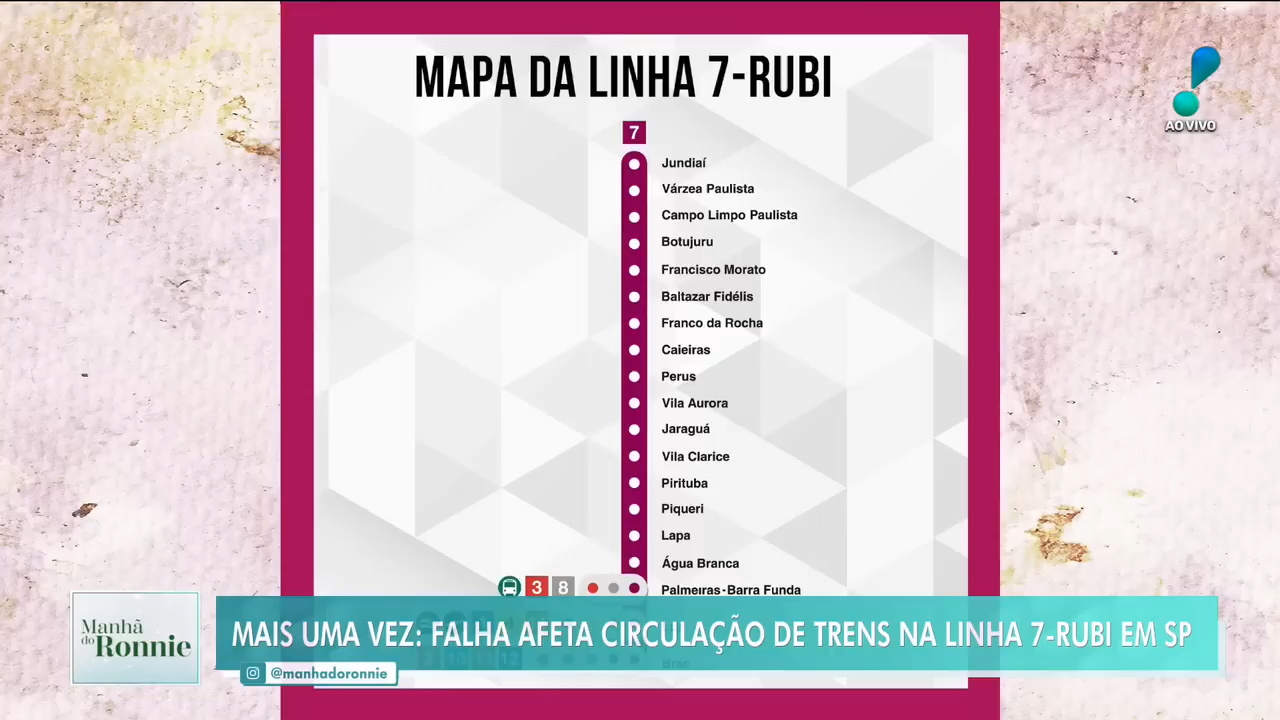 MAPA DA LINHA 7-RUBI
AO VIVO
7
Jundiaí
Várzea Paulista
Campo Limpo Paulista
Botujuru
Francisco Morato
Baltazar Fidélis
Franco da Rocha
Caieiras
Perus
Vila Aurora
Jaraguá
Vila Clarice
Pirituba
Piqueri
Lapa
Água Branca
3 8 Palmeiras-Barra Funda
Manhã do Ronnie
MAIS UMA VEZ: FALHA AFETA CIRCULAÇÃO DE TRENS NA LINHA 7-RUBI EM SP
@manhadoronnie